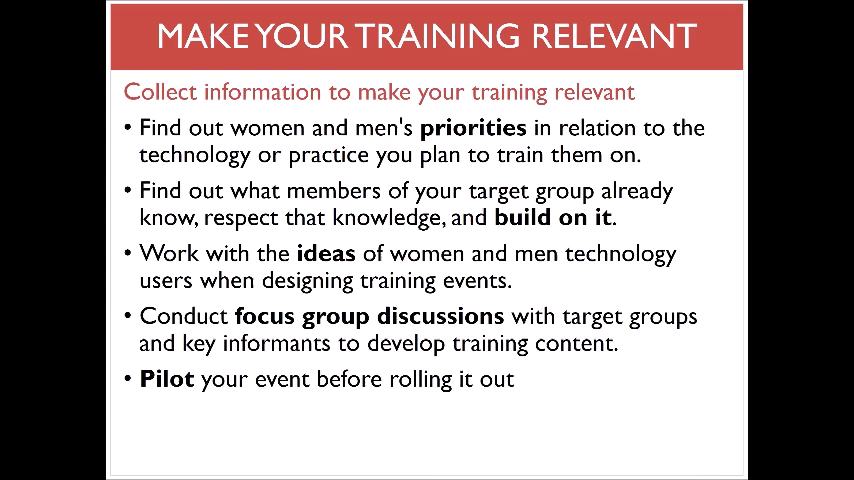 MAKE YOUR TRAINING RELEVANT
Collect information to make your training relevant
• Find out women and men's priorities in relation to the
technology or practice you plan to train them on.
• Find out what members of your target group already
know, respect that knowledge, and build on it.
• Work with the ideas of women and men technology
users when designing training events.
• Conduct focus group discussions with target groups
and key informants to develop training content.
• Pilot your event before rolling it out